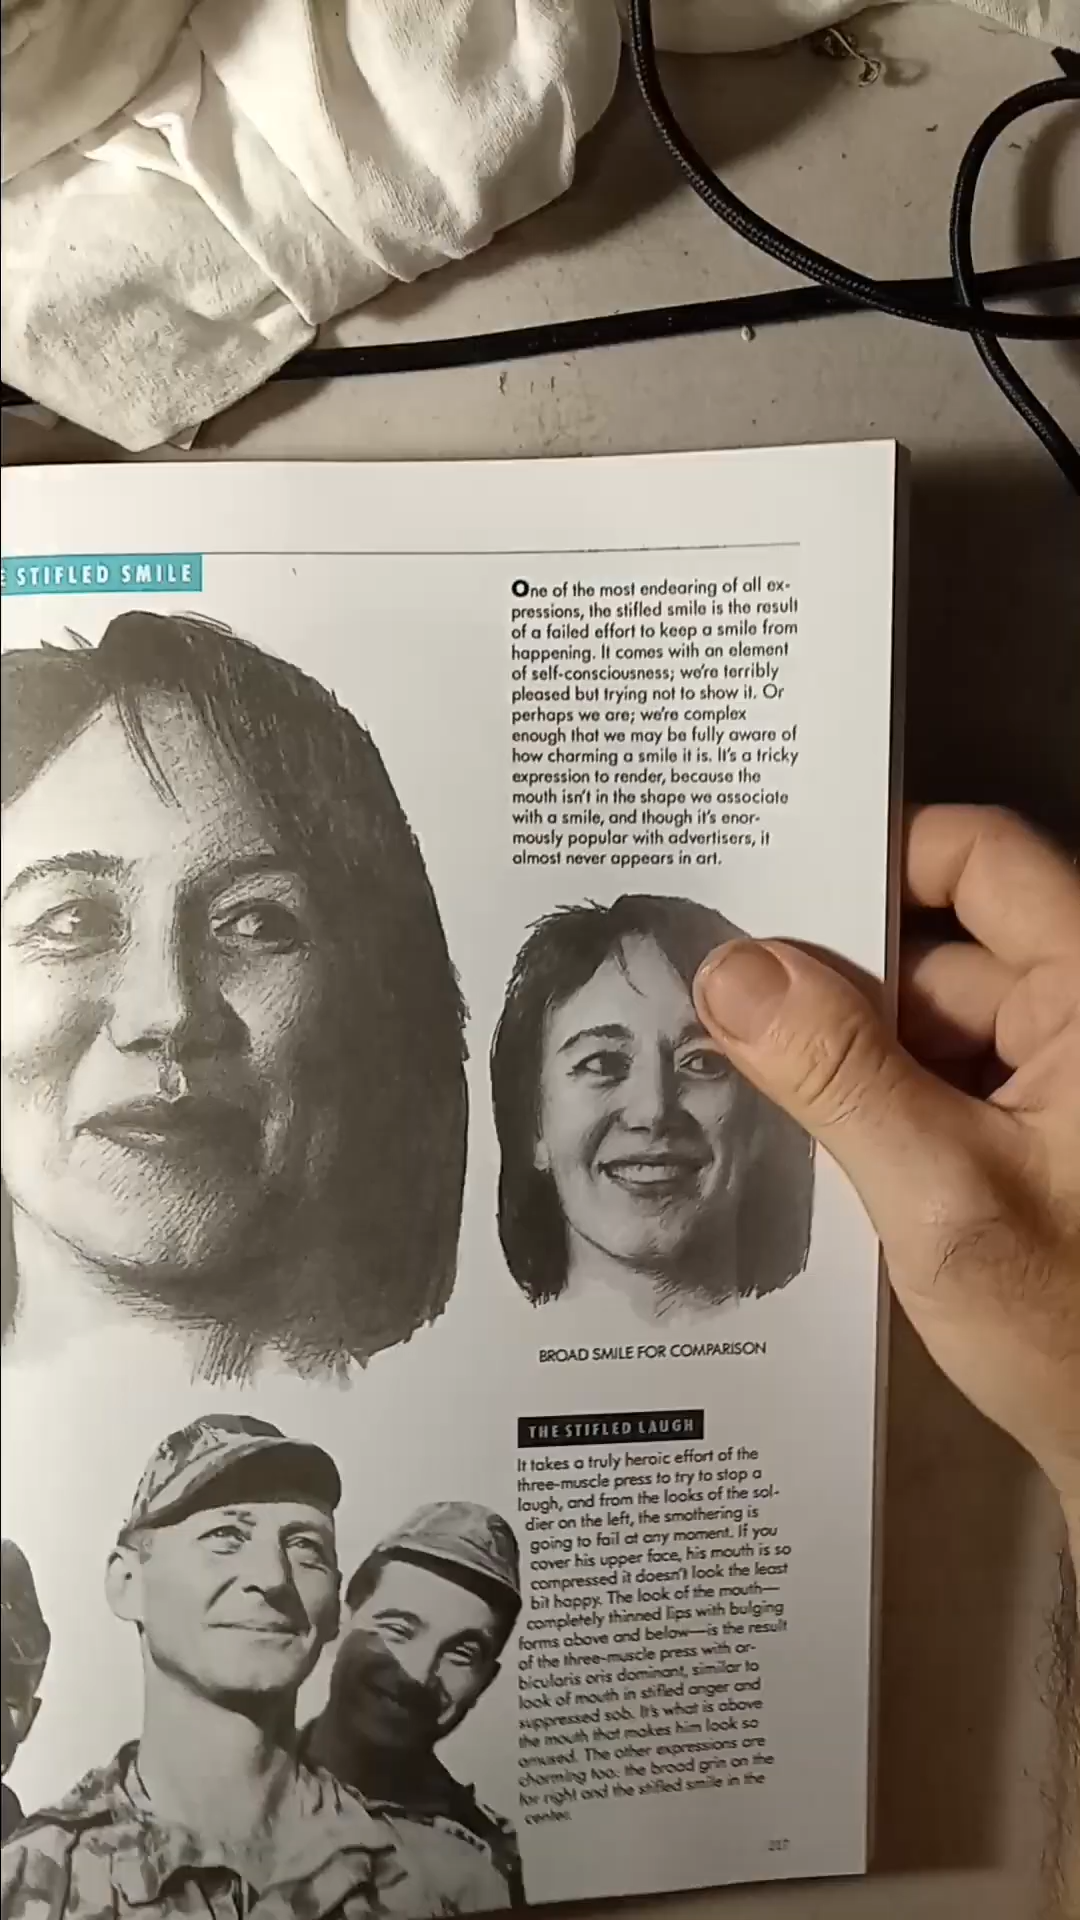 STIFLED SMILE
One of the most endearing of all ex-
pressions, the stifled smile is the result
of a failed effort to keep a smile from
happening. It comes with an element
of self-consciousness; we're terribly
pleased but trying not to show it. Or
perhaps we are; we're complex
enough that we may be fully aware of
how charming a smile it is. It's a tricky
expression to render, because the
mouth isn't in the shape we associate
with a smile, and though it's enor-
mously popular with advertisers, it
almost never appears in art.
BROAD SMILE FOR COMPARISON
THE STIFLED LAUGH
It takes a truly heroic effort of the
three-muscle press to try to stop a
laugh, and from the looks of the sol-
dier on the left, the smothering is
going to fail at any moment. If you
cover his upper face, his mouth is so
compressed it doesn't look the least
bit happy. The look of the mouth—
completely thinned lips with bulging
forms above and below—is the result
of the three-muscle press with or-
bicularis oris dominant, similar to
look of mouth in stifled anger and
suppressed sob. It's what is above
the mouth that makes him look so
amused. The other expressions are
charming too: the broad grin on the
far right and the stifled smile in the
center.
217